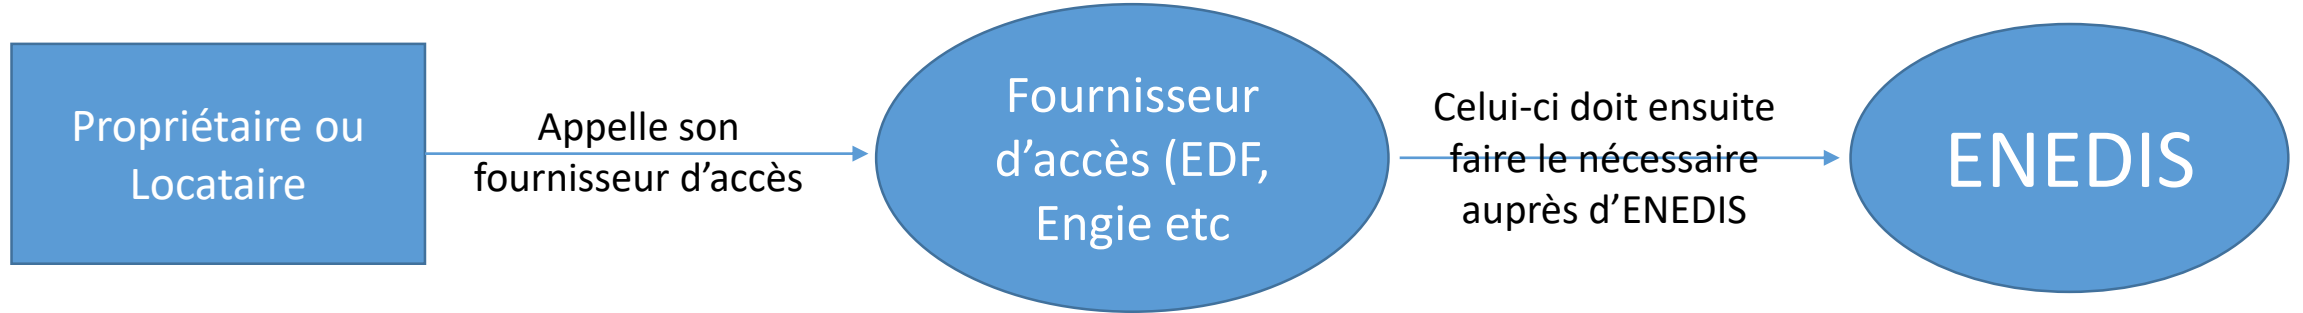 Propriétaire ou
Locataire
Appelle son
fournisseur d’accès
Fournisseur
d’accès (EDF,
Engie etc
Celui-ci doit ensuite
faire le nécessaire
auprès d’ENEDIS
ENEDIS